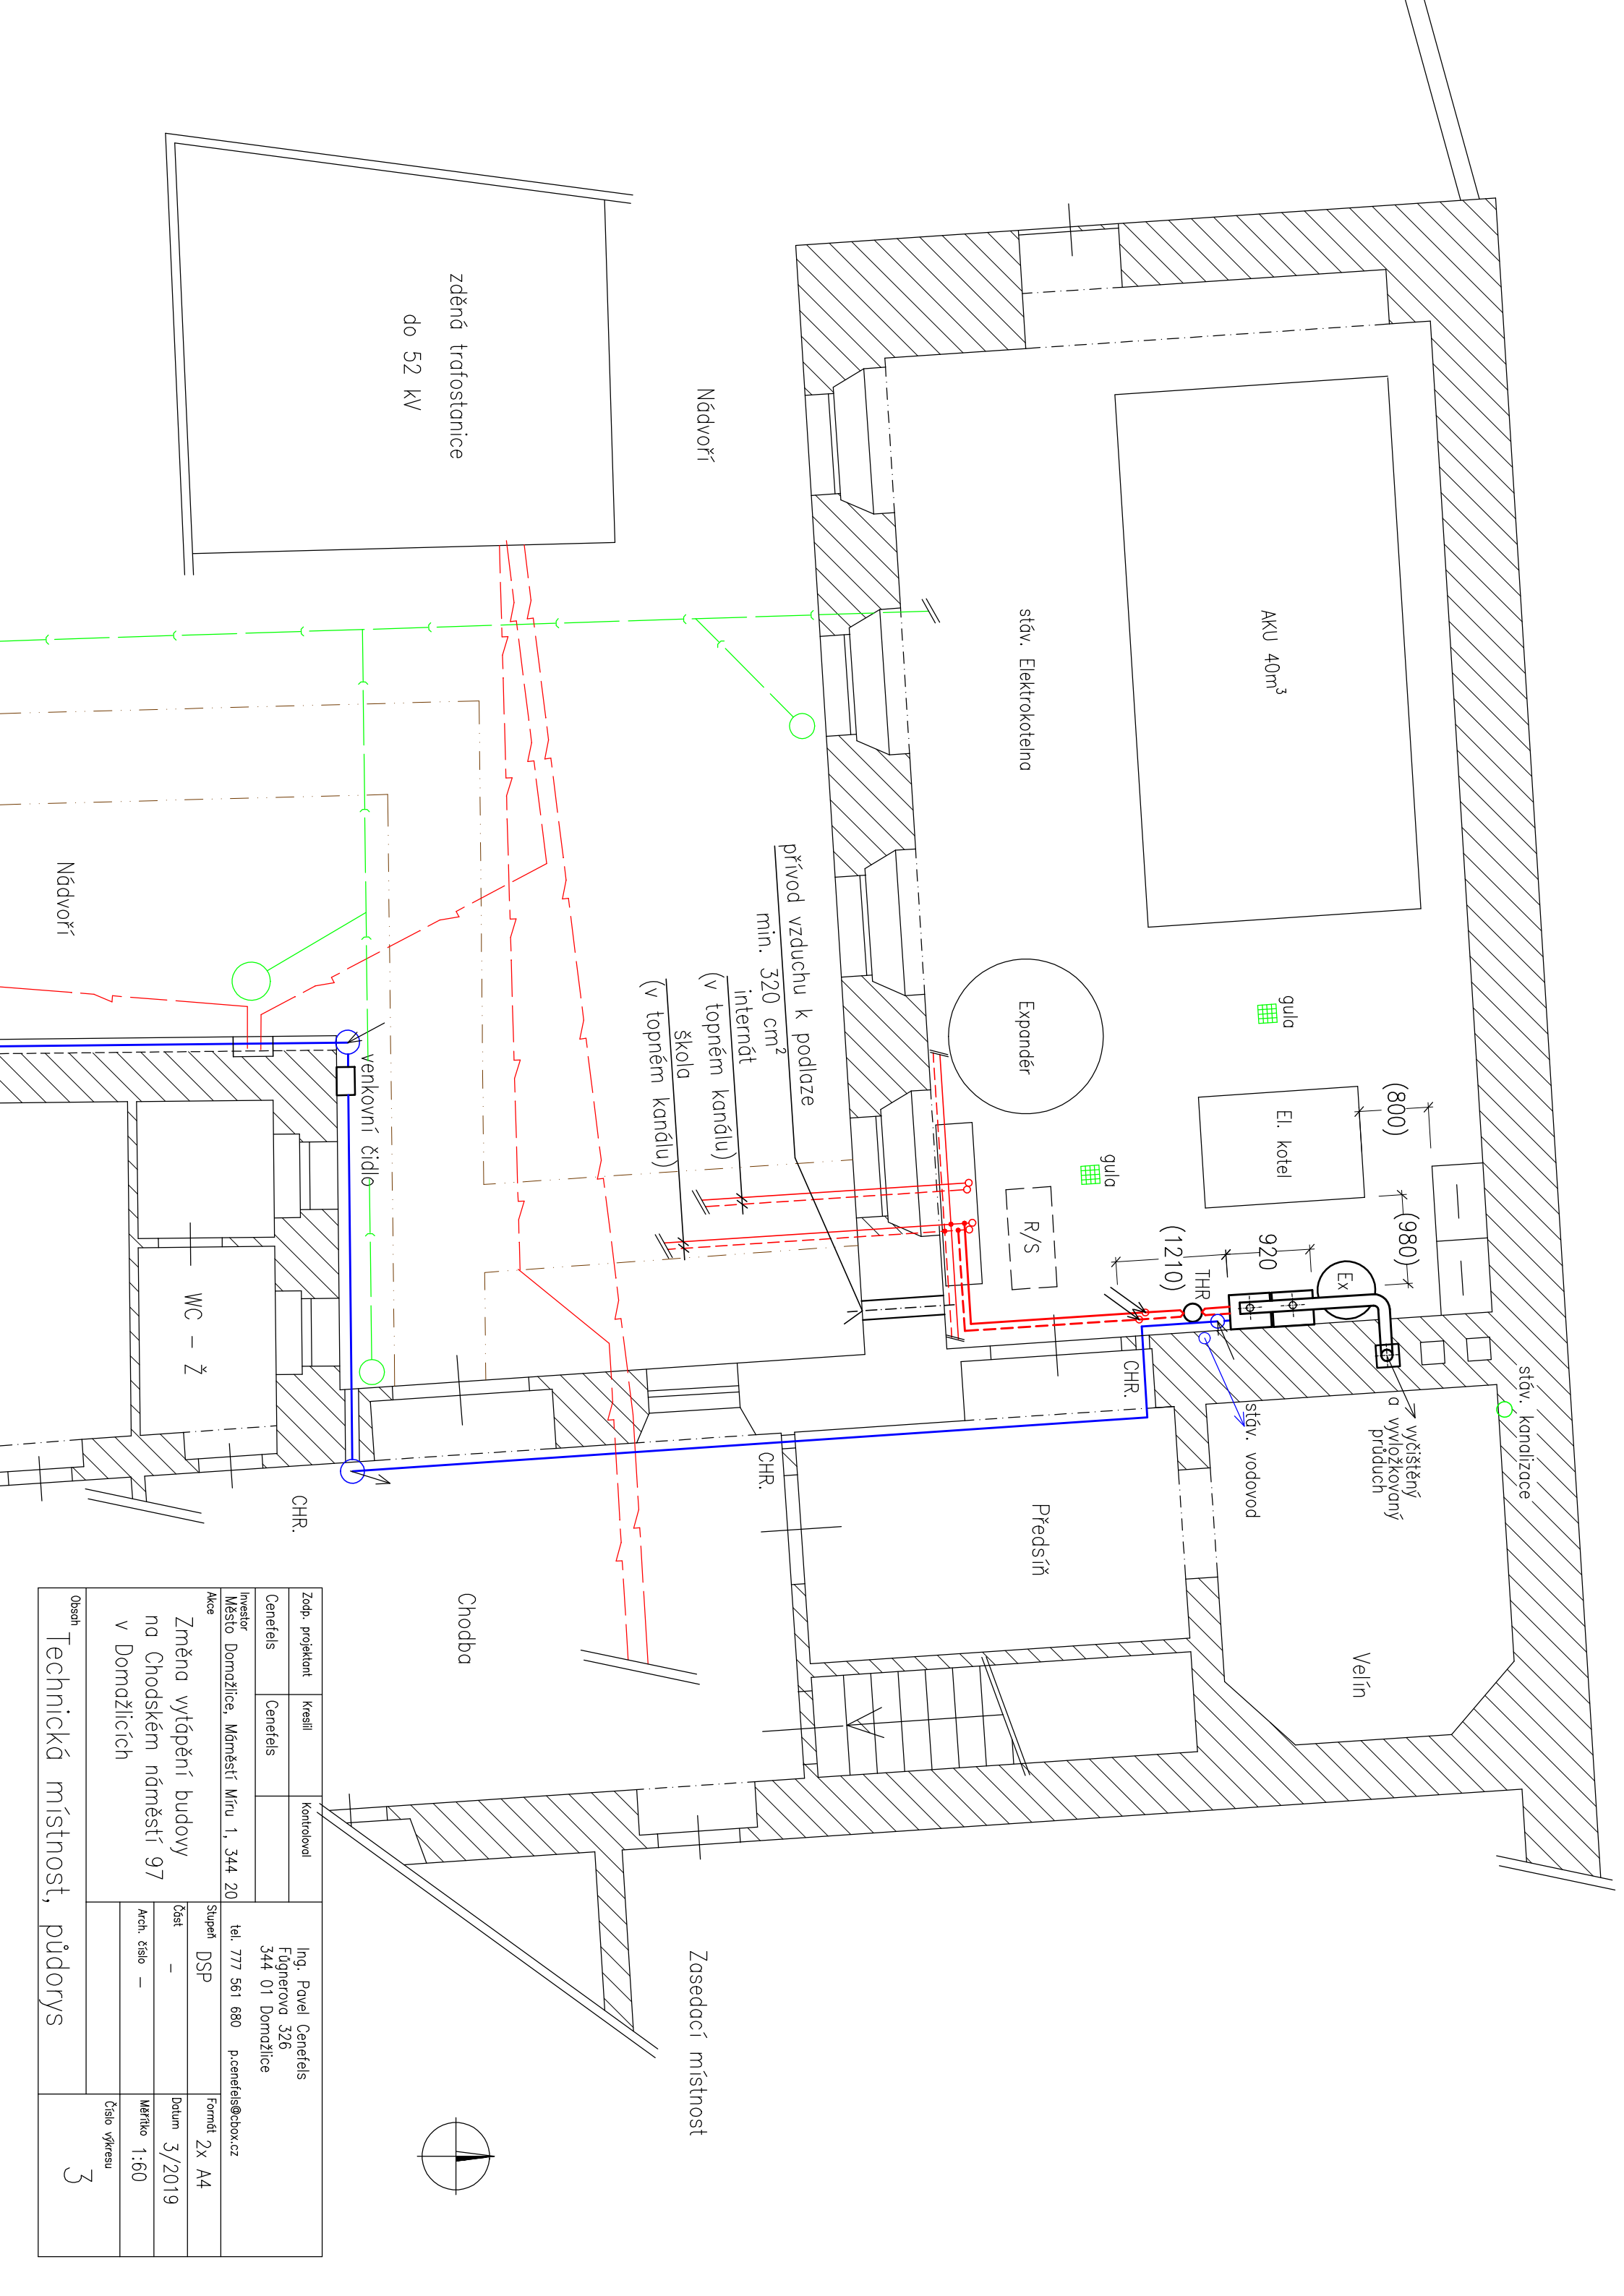 zděná trafostanice
do 52 kV
Nádvoří
AKU 40m³
stáv. Elektrokotelna
gula
Expandér
El. kotel
(800)
přívod vzduchu k podlaze
min. 320 cm²
internát
(v topném kanálu)
škola
(v topném kanálu)
gula
R/S
(980)
920
(1210)
THR
Ex
Nádvoří
venkovní čidlo
WC – Ž
CHR.
stáv. vodovod
vyčištěný
a vyvložkovaný
průduch
stáv. kanalizace
CHR.
CHR.
Předsíň
Velín
Chodba
Zasedací místnost
Zodp. projektant
Kreslil
Kontroloval
Cenefels
Cenefels
Ing. Pavel Cenefels
Fügnerova 326
344 01 Domažlice
Investor
Město Domažlice, Máměstí Míru 1, 344 20
tel. 777 561 680 p.cenefels@cbox.cz
Akce
Změna vytápění budovy
na Chodském náměstí 97
v Domažlicích
Stupeň DSP
Formát 2x A4
Část –
Datum 3/2019
Arch. číslo –
Měřítko 1:60
Obsah
Technická místnost, půdorys
Číslo výkresu
3